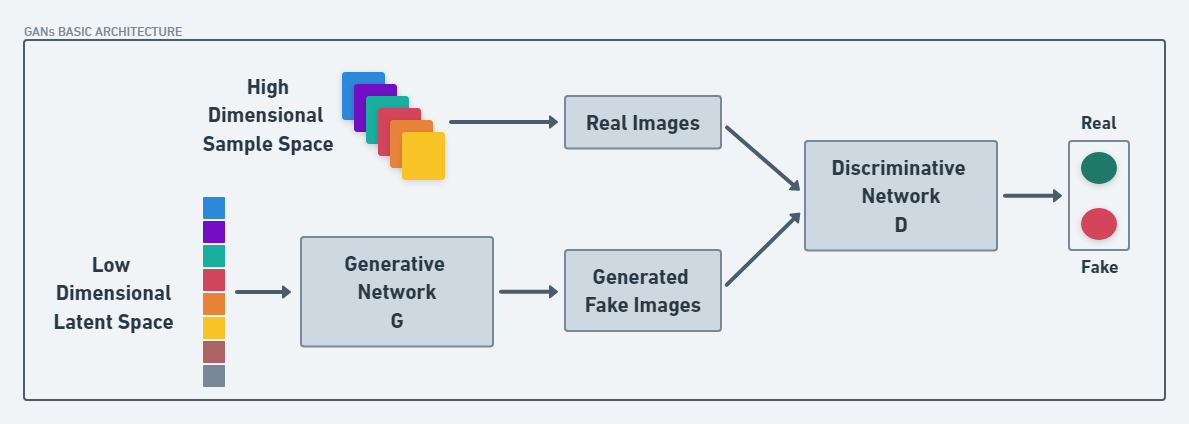 GANs BASIC ARCHITECTURE
High
Dimensional
Sample Space
Real Images
Low
Dimensional
Latent Space
Generative
Network
G
Generated
Fake Images
Discriminative
Network
D
Real
Fake